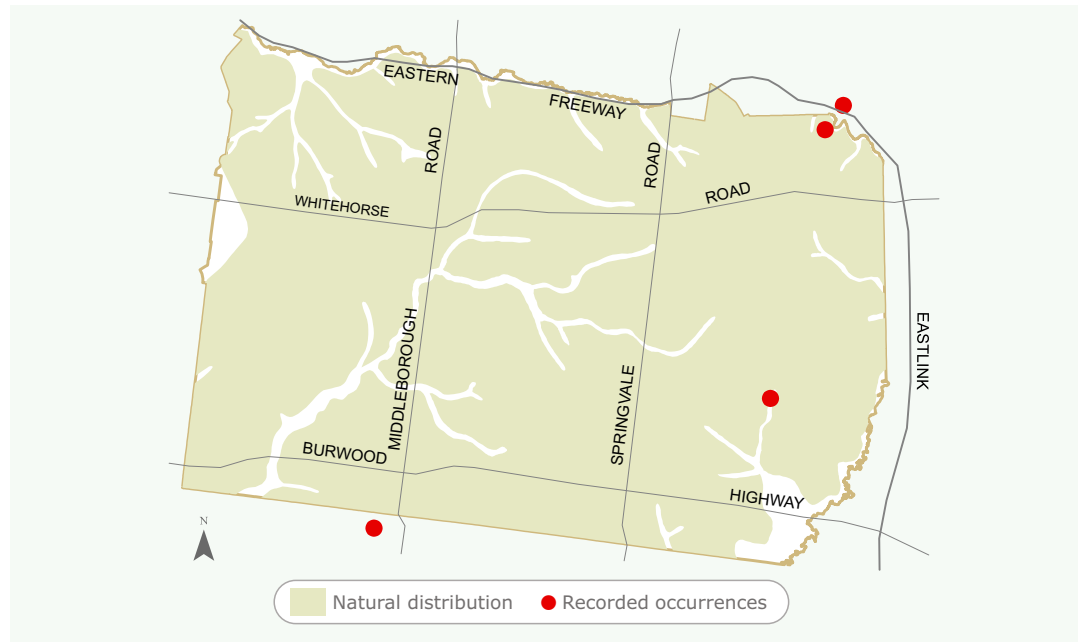 EASTERN
FREEWAY
ROAD
ROAD
ROAD
WHITEHORSE
EASTLINK
MIDDLEBOROUGH
SPRINGVALE
BURWOOD
HIGHWAY
N
Natural distribution
Recorded occurrences